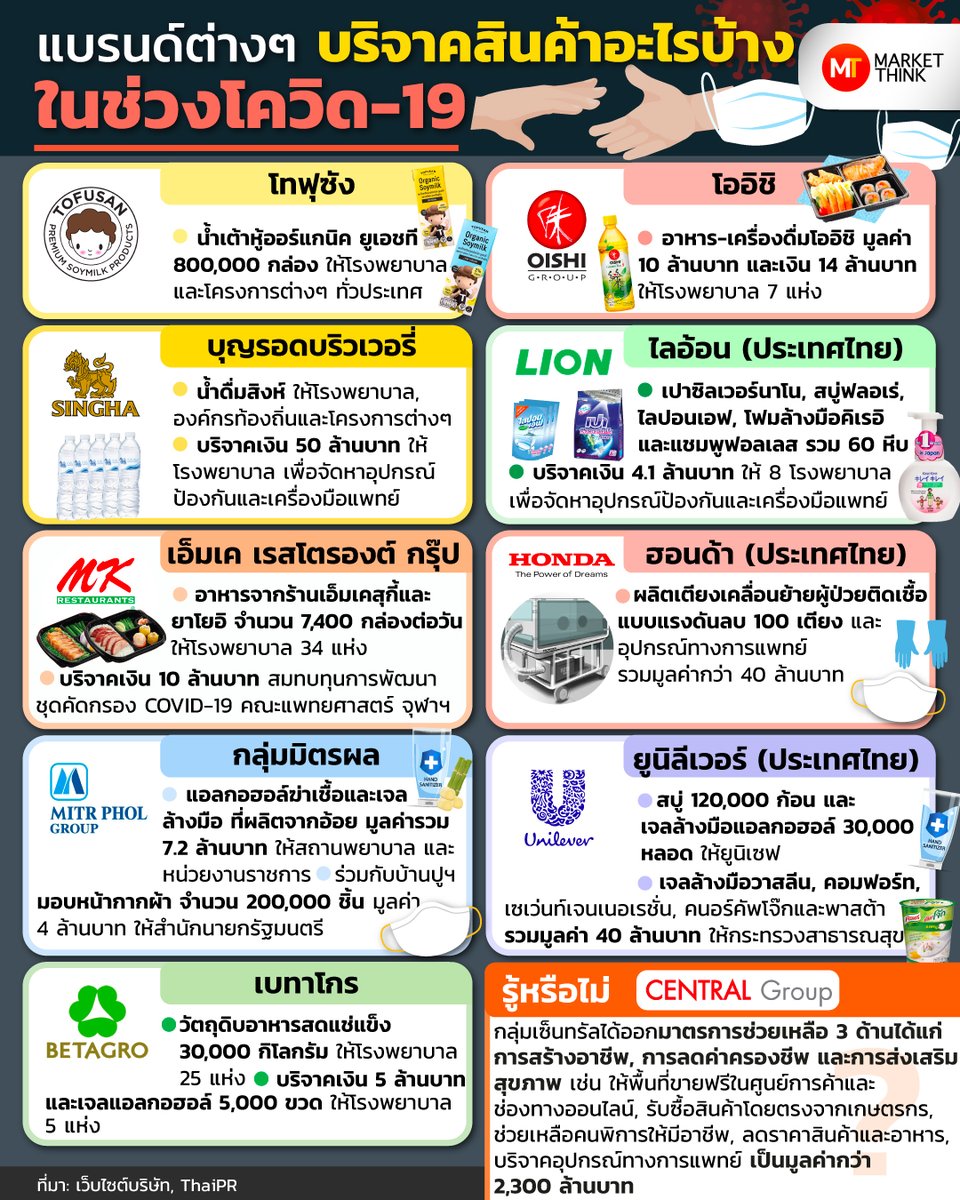 แบรนด์ต่างๆ บริจาคสินค้าอะไรบ้าง
ในช่วงโควิด-19
MT MARKET
THINK
TOFUSAN
PREMIUM SOYMILK PRODUCTS
โทฟุซัง
Organic
Soymilk
Organic
Soymilk
น้ำเต้าหู้ออร์แกนิค ยูเอชที
800,000 กล่อง ให้โรงพยาบาล
และโครงการต่างๆ ทั่วประเทศ
OISHI
GROUP
โออิชิ
อาหาร-เครื่องดื่มโออิชิ มูลค่า
10 ล้านบาท และเงิน 14 ล้านบาท
ให้โรงพยาบาล 7 แห่ง
SINGHA
บุญรอดบริวเวอรี่
น้ำดื่มสิงห์ ให้โรงพยาบาล,
องค์กรท้องถิ่นและโครงการต่างๆ
บริจาคเงิน 50 ล้านบาท ให้
โรงพยาบาล เพื่อจัดหาอุปกรณ์
ป้องกันและเครื่องมือแพทย์
LION
ไลอ้อน (ประเทศไทย)
เปาซิลเวอร์นาโน, สบู่ฟลอเร่,
ไลปอนเอฟ, โฟมล้างมือคิเรอิ
และแชมพูฟอลเลส รวม 60 หีบ
บริจาคเงิน 4.1 ล้านบาท ให้ 8 โรงพยาบาล
เพื่อจัดหาอุปกรณ์ป้องกันและเครื่องมือแพทย์
ไลปอนเอฟ
เปา
1
in Japan
キレイキレイ
MK
RESTAURANTS
เอ็มเค เรสโตรองต์ กรุ๊ป
อาหารจากร้านเอ็มเคสุกี้และ
ยาโยอิ จำนวน 7,400 กล่องต่อวัน
ให้โรงพยาบาล 34 แห่ง
บริจาคเงิน 10 ล้านบาท สมทบทุนการพัฒนา
ชุดคัดกรอง COVID-19 คณะแพทยศาสตร์ จุฬาฯ
HONDA
The Power of Dreams
ฮอนด้า (ประเทศไทย)
ผลิตเตียงเคลื่อนย้ายผู้ป่วยติดเชื้อ
แบบแรงดันลบ 100 เตียง และ
อุปกรณ์ทางการแพทย์
รวมมูลค่ากว่า 40 ล้านบาท
MITR PHOL
GROUP
กลุ่มมิตรผล
HAND
SANITIZER
แอลกอฮอล์ฆ่าเชื้อและเจล
ล้างมือ ที่ผลิตจากอ้อย มูลค่ารวม
7.2 ล้านบาท ให้สถานพยาบาล และ
หน่วยงานราชการ ร่วมกับบ้านปูฯ
มอบหน้ากากผ้า จำนวน 200,000 ชิ้น มูลค่า
4 ล้านบาท ให้สำนักนายกรัฐมนตรี
Unilever
ยูนิลีเวอร์ (ประเทศไทย)
สบู่ 120,000 ก้อน และ
เจลล้างมือแอลกอฮอล์ 30,000
หลอด ให้ยูนิเซฟ
HAND
SANITIZER
เจลล้างมือวาสลีน, คอมฟอร์ท,
เซเว่นท์เจนเนอเรชั่น, คนอร์คัพโจ๊กและพาสต้า
รวมมูลค่า 40 ล้านบาท ให้กระทรวงสาธารณสุข
โจ๊ก
BETAGRO
เบทาโกร
วัตถุดิบอาหารสดแช่แข็ง
30,000 กิโลกรัม ให้โรงพยาบาล
25 แห่ง บริจาคเงิน 5 ล้านบาท
และเจลแอลกอฮอล์ 5,000 ขวด ให้โรงพยาบาล
5 แห่ง
รู้หรือไม่ CENTRAL Group
กลุ่มเซ็นทรัลได้ออกมาตรการช่วยเหลือ 3 ด้านได้แก่
การสร้างอาชีพ, การลดค่าครองชีพ และการส่งเสริม
สุขภาพ เช่น ให้พื้นที่ขายฟรีในศูนย์การค้าและ
ช่องทางออนไลน์, รับซื้อสินค้าโดยตรงจากเกษตรกร,
ช่วยเหลือคนพิการให้มีอาชีพ, ลดราคาสินค้าและอาหาร,
บริจาคอุปกรณ์ทางการแพทย์ เป็นมูลค่ากว่า
2,300 ล้านบาท
?
ที่มา: เว็บไซต์บริษัท, ThaiPR